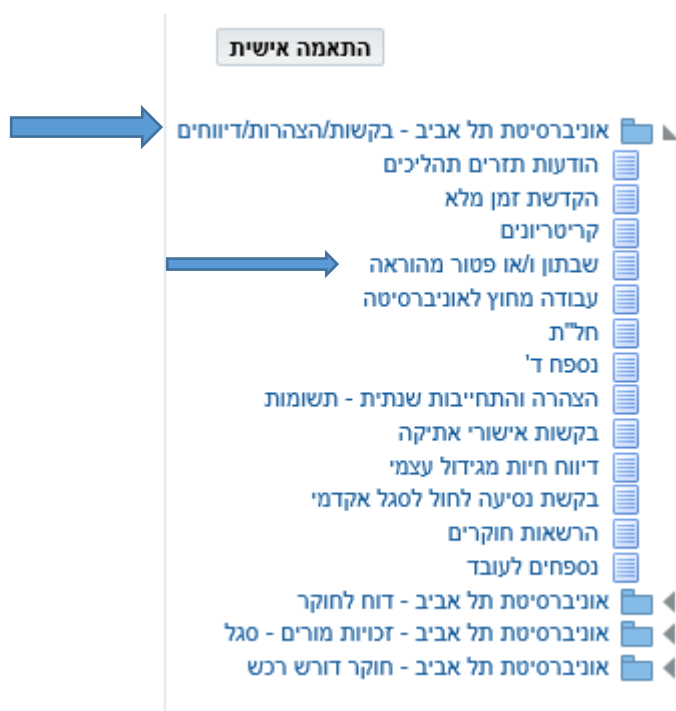 התאמה אישית
אוניברסיטת תל אביב - בקשות/הצהרות/דיווחים
הודעות תזרים תהליכים
הקדשת זמן מלא
קריטריונים
שבתון ו/או פטור מהוראה
עבודה מחוץ לאוניברסיטה
חל"ת
נספח ד'
הצהרה והתחייבות שנתית - תשומות
בקשות אישורי אתיקה
דיווח חיות מגידול עצמי
בקשת נסיעה לחול לסגל אקדמי
הרשאות חוקרים
נספחים לעובד
אוניברסיטת תל אביב - דוח לחוקר
אוניברסיטת תל אביב - זכויות מורים - סגל
אוניברסיטת תל אביב - חוקר דורש רכש